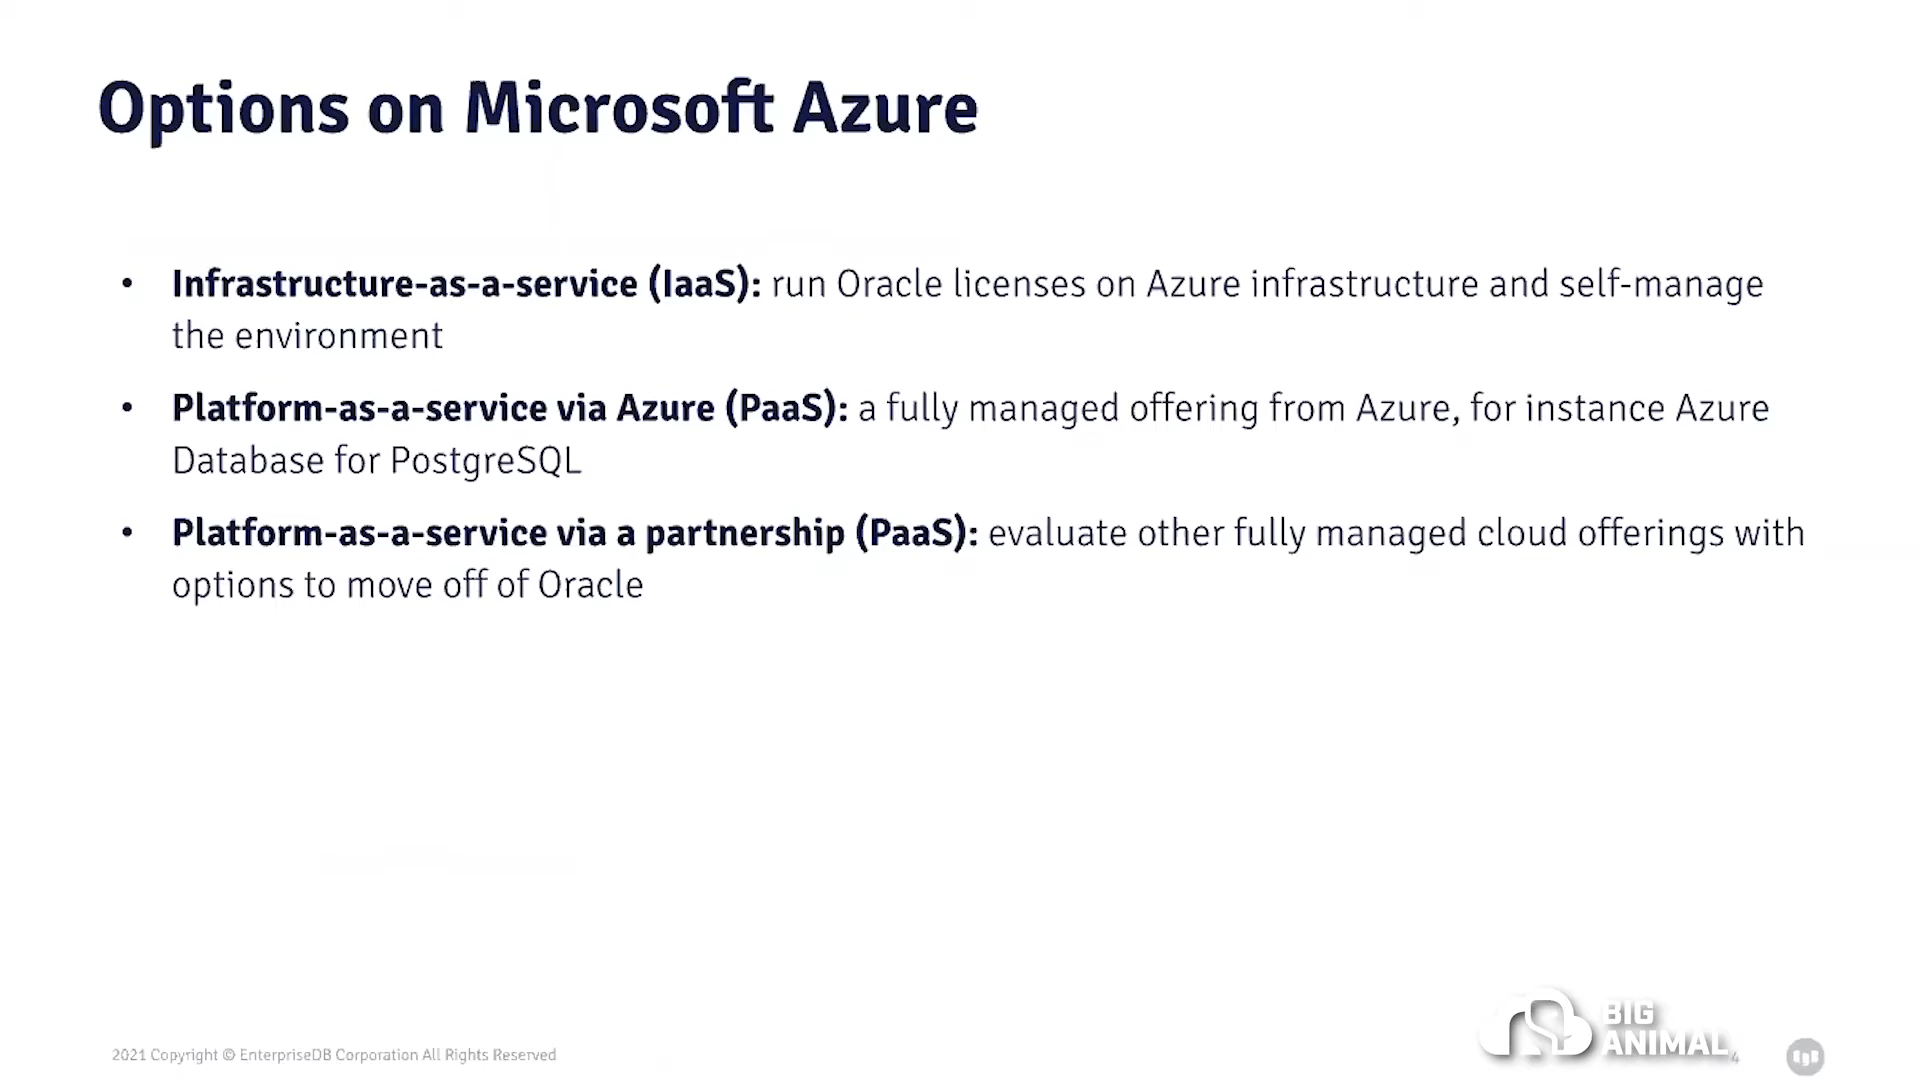 Options on Microsoft Azure
• Infrastructure-as-a-service (IaaS): run Oracle licenses on Azure infrastructure and self-manage
the environment
• Platform-as-a-service via Azure (PaaS): a fully managed offering from Azure, for instance Azure
Database for PostgreSQL
• Platform-as-a-service via a partnership (PaaS): evaluate other fully managed cloud offerings with
options to move off of Oracle
BIG
ANIMAL
4
2021 Copyright © EnterpriseDB Corporation All Rights Reserved